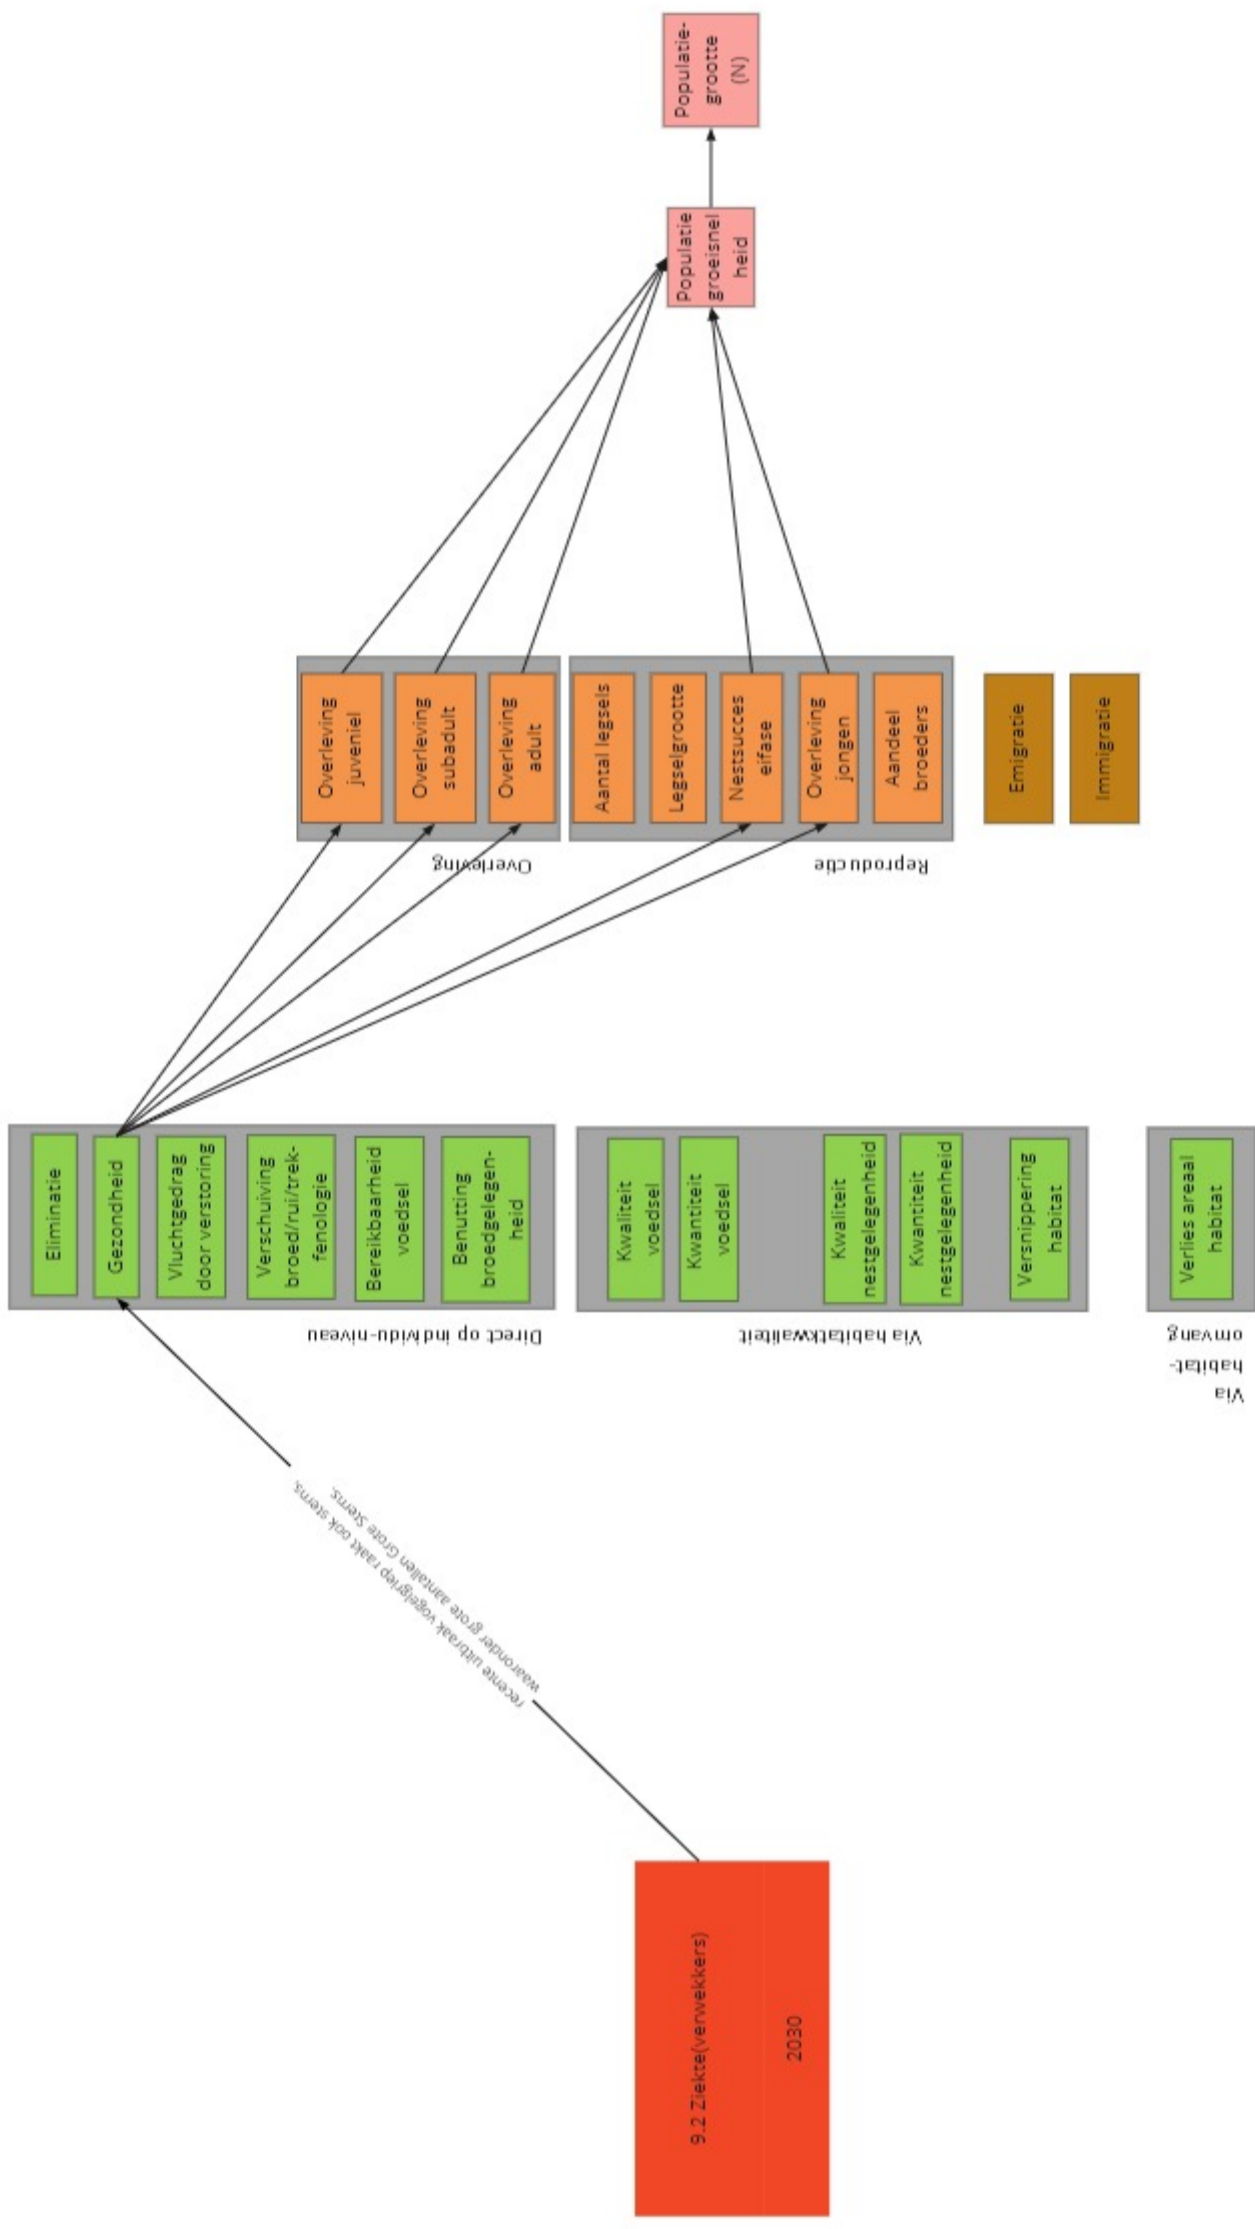 9.2 Ziekte(verwekkers)
2030
recente uitbraak vogelgriep raakt ook sterns,
waaronder grote aantallen Grote Sterns.
Direct op individu-niveau
Eliminatie
Gezondheid
Vluchtgedrag
door verstoring
Verschuiving
broed/rui/trek-
fenologie
Bereikbaarheid
voedsel
Benutting
broedgelegen-
heid
Via habitatkwaliteit
Kwaliteit
voedsel
Kwantiteit
voedsel
Kwaliteit
nestgelegenheid
Kwantiteit
nestgelegenheid
Versnippering
habitat
Via
habitat-
omvang
Verlies areaal
habitat
Overleving
Overleving
juveniel
Overleving
subadult
Overleving
adult
Reproductie
Aantal legsels
Legselgrootte
Nestsucces
eifase
Overleving
jongen
Aandeel
broeders
Emigratie
Immigratie
Populatie
groeisnel
heid
Populatie-
grootte
(N)